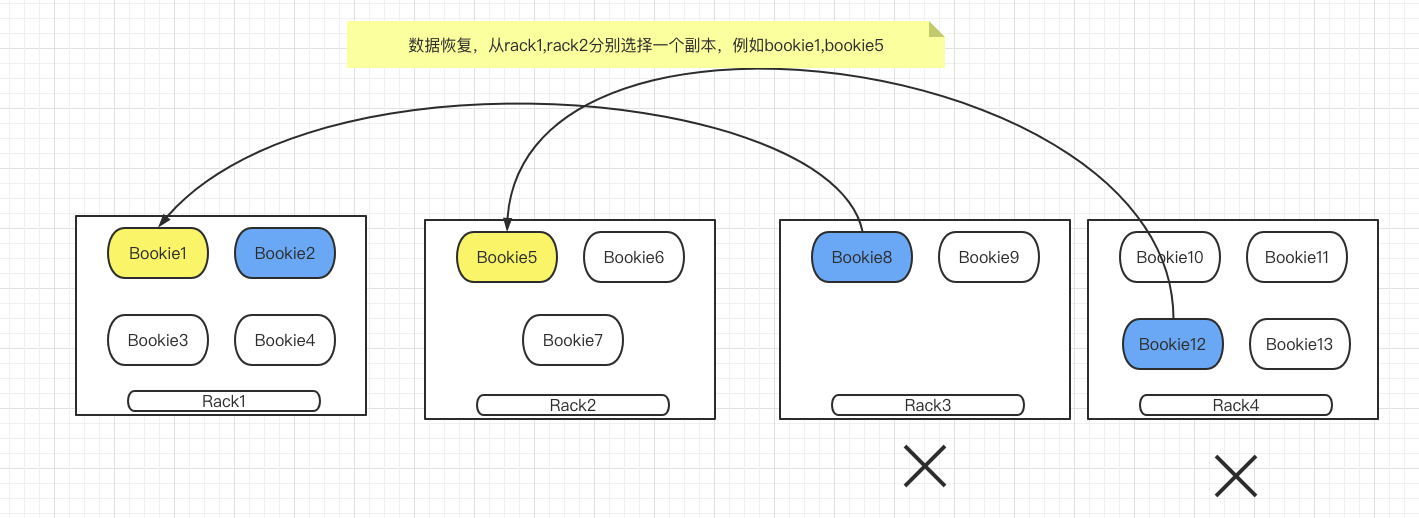 数据恢复，从rack1,rack2分别选择一个副本，例如bookie1,bookie5
Bookie1
Bookie2
Bookie3
Bookie4
Rack1
Bookie5
Bookie6
Bookie7
Rack2
Bookie8
Bookie9
Rack3
Bookie10
Bookie11
Bookie12
Bookie13
Rack4